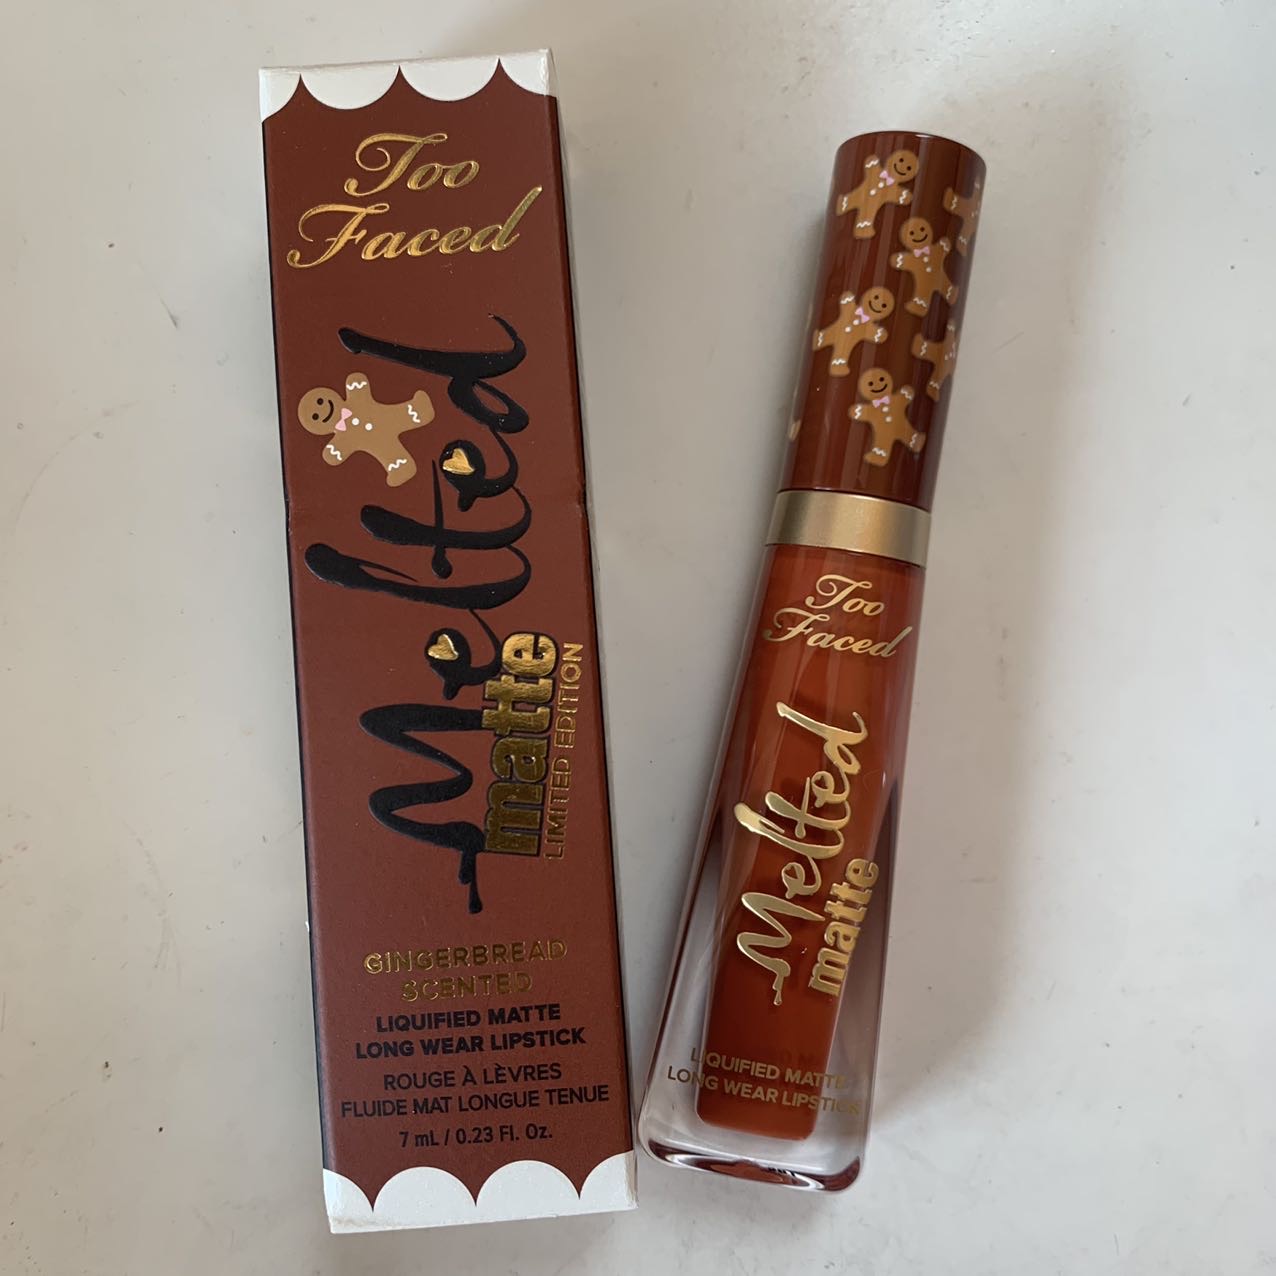 Too
Faced
Melted
matte
LIMITED EDITION
GINGERBREAD
SCENTED
LIQUIFIED MATTE
LONG WEAR LIPSTICK
ROUGE À LÈVRES
FLUIDE MAT LONGUE TENUE
7 mL / 0.23 Fl. Oz.
Too
Faced
Melted
matte
LIQUIFIED MATTE
LONG WEAR LIPSTICK